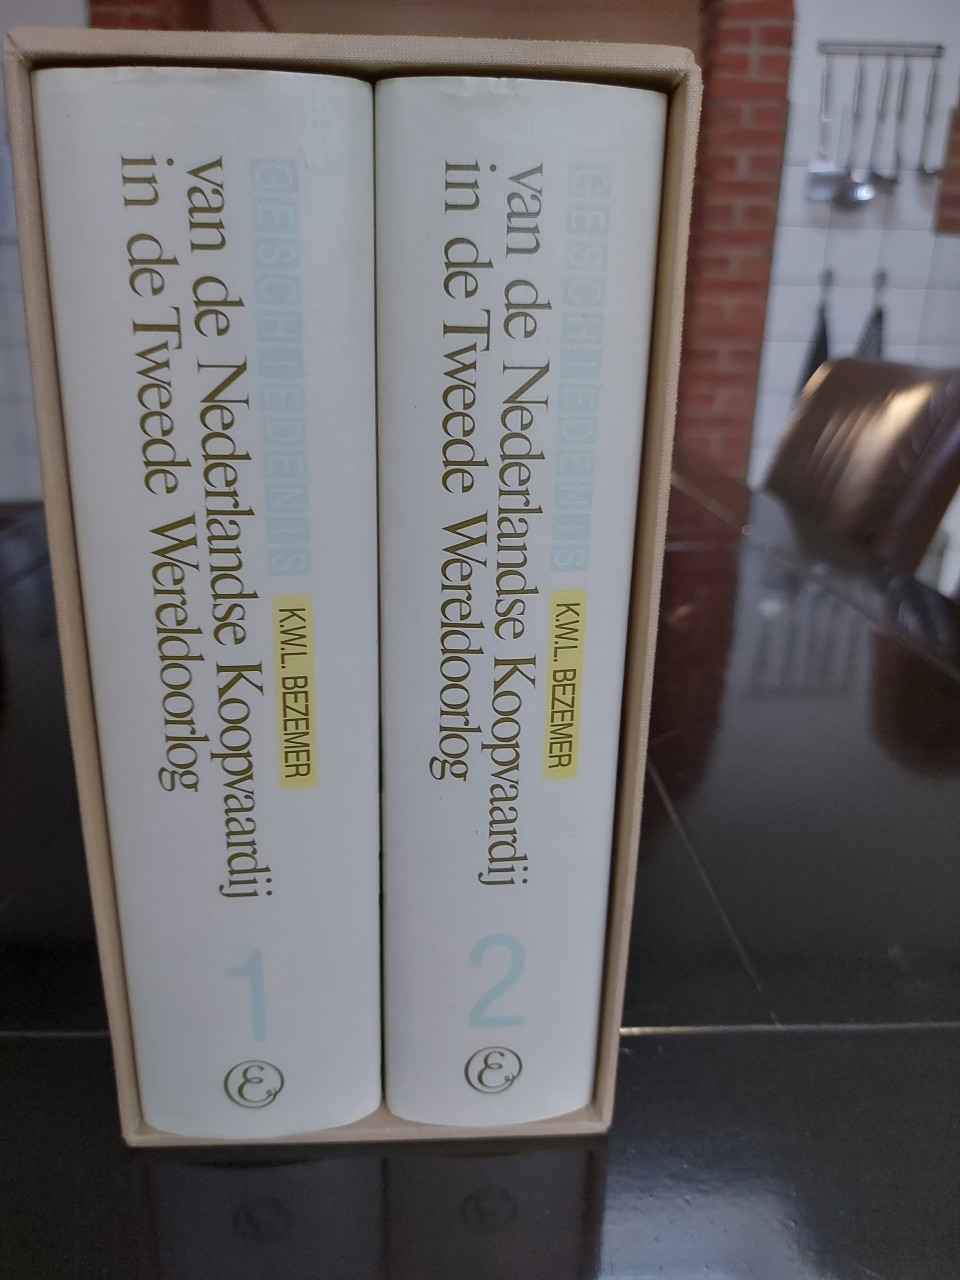 GESCHIEDENIS
van de Nederlandse Koopvaardij
in de Tweede Wereldoorlog
K.W.L. BEZEMER
1
GESCHIEDENIS
van de Nederlandse Koopvaardij
in de Tweede Wereldoorlog
K.W.L. BEZEMER
2